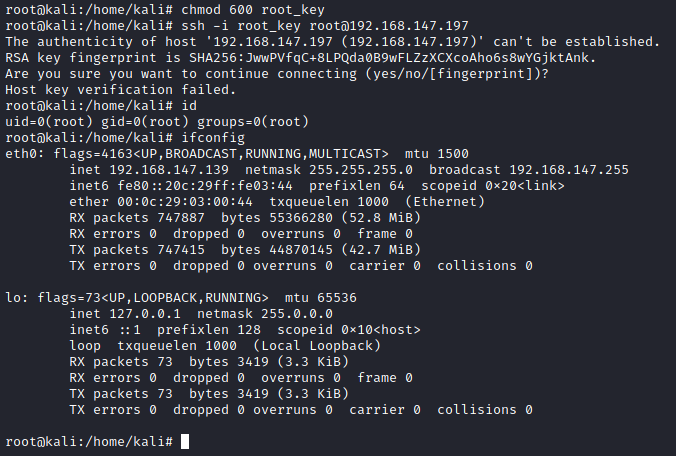 root@kali:/home/kali# chmod 600 root_key
root@kali:/home/kali# ssh -i root_key root@192.168.147.197
The authenticity of host '192.168.147.197 (192.168.147.197)' can't be established.
RSA key fingerprint is SHA256:JwwPVfqC+8LPQda0B9wFLZzXCXcoAho6s8wYGjktAnk.
Are you sure you want to continue connecting (yes/no/[fingerprint])?
Host key verification failed.
root@kali:/home/kali# id
uid=0(root) gid=0(root) groups=0(root)
root@kali:/home/kali# ifconfig
eth0: flags=4163<UP,BROADCAST,RUNNING,MULTICAST>  mtu 1500
        inet 192.168.147.139  netmask 255.255.255.0  broadcast 192.168.147.255
        inet6 fe80::20c:29ff:fe03:44  prefixlen 64  scopeid 0×20<link>
        ether 00:0c:29:03:00:44  txqueuelen 1000  (Ethernet)
        RX packets 747887  bytes 55366280 (52.8 MiB)
        RX errors 0  dropped 0  overruns 0  frame 0
        TX packets 747415  bytes 44870145 (42.7 MiB)
        TX errors 0  dropped 0 overruns 0  carrier 0  collisions 0

lo: flags=73<UP,LOOPBACK,RUNNING>  mtu 65536
        inet 127.0.0.1  netmask 255.0.0.0
        inet6 ::1  prefixlen 128  scopeid 0×10<host>
        loop  txqueuelen 1000  (Local Loopback)
        RX packets 73  bytes 3419 (3.3 KiB)
        RX errors 0  dropped 0  overruns 0  frame 0
        TX packets 73  bytes 3419 (3.3 KiB)
        TX errors 0  dropped 0 overruns 0  carrier 0  collisions 0

root@kali:/home/kali#